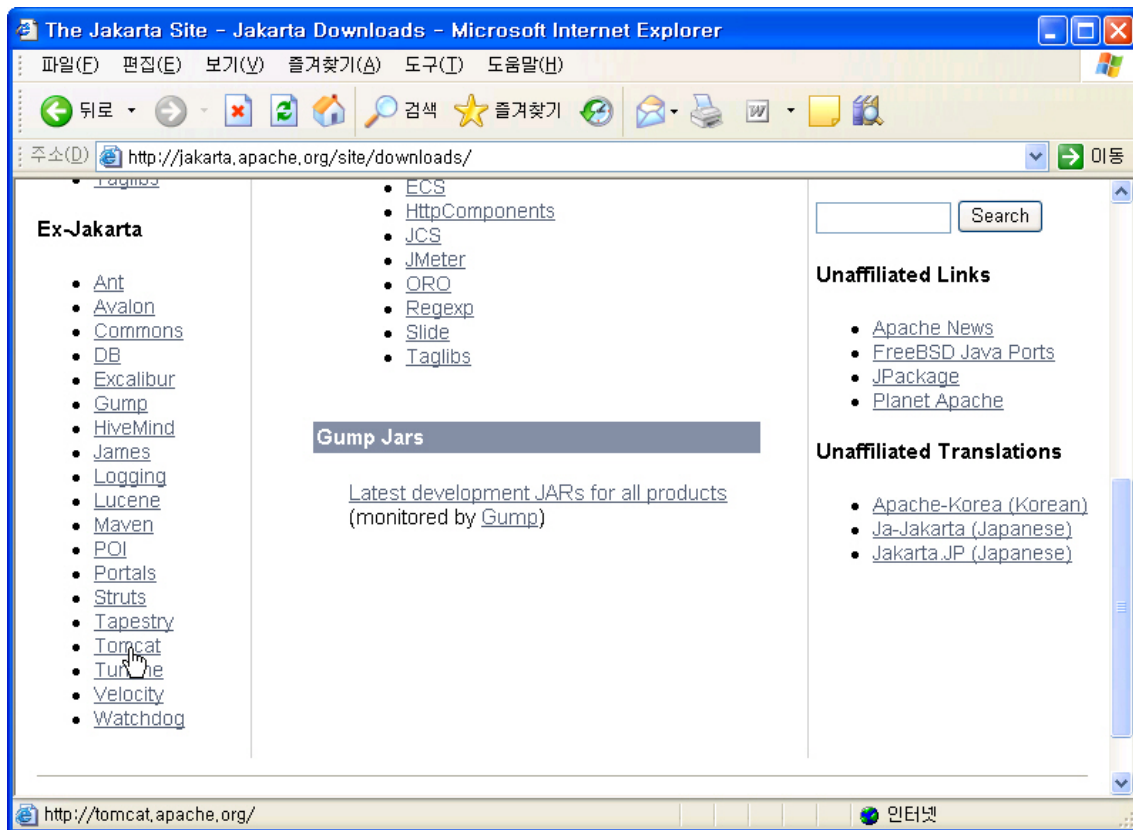 The Jakarta Site - Jakarta Downloads - Microsoft Internet Explorer
파일(F) 편집(E) 보기(V) 즐겨찾기(A) 도구(T) 도움말(H)
뒤로 검색 즐겨찾기
주소(D) http://jakarta.apache.org/site/downloads/ 이동
Taglibs
Ex-Jakarta
Ant
Avalon
Commons
DB
Excalibur
Gump
HiveMind
James
Logging
Lucene
Maven
POI
Portals
Struts
Tapestry
Tomcat
Velocity
Watchdog
ECS
HttpComponents
JCS
JMeter
ORO
Regexp
Slide
Taglibs
Gump Jars
Latest development JARs for all products
(monitored by Gump)
Search
Unaffiliated Links
Apache News
FreeBSD Java Ports
JPackage
Planet Apache
Unaffiliated Translations
Apache-Korea (Korean)
Ja-Jakarta (Japanese)
Jakarta.JP (Japanese)
http://tomcat.apache.org/ 인터넷